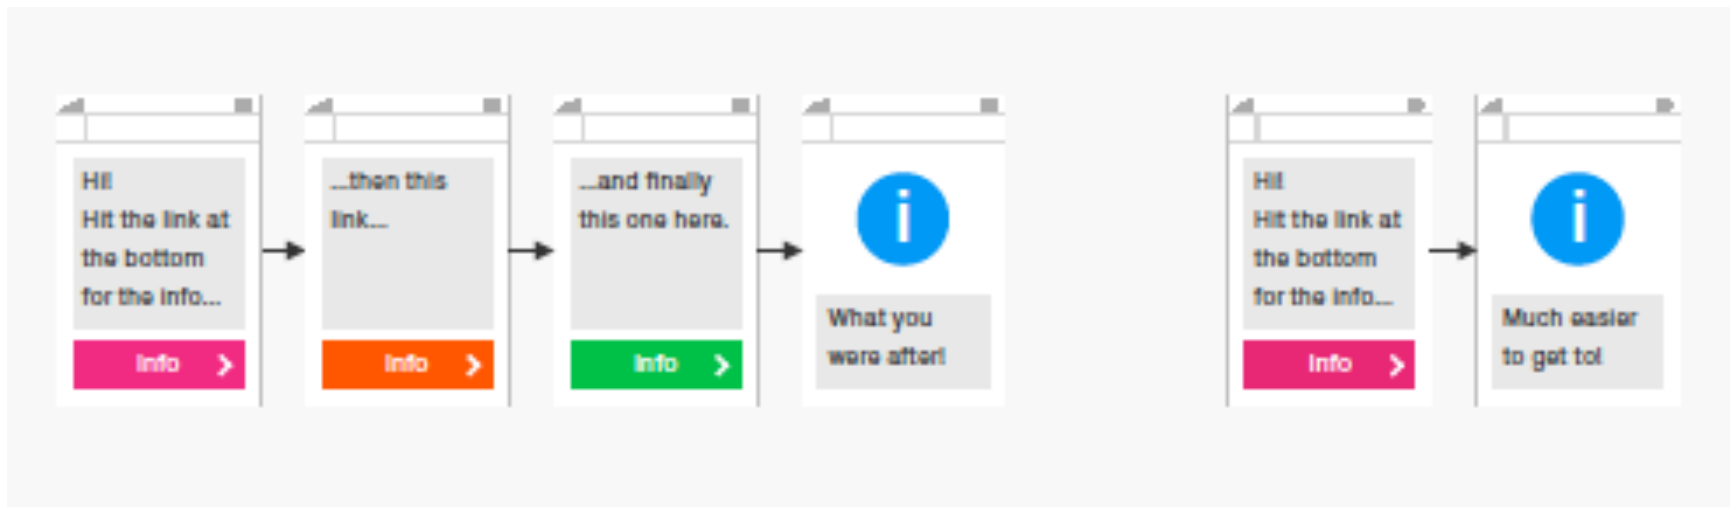 Hi!
Hit the link at
the bottom
for the info...
Info
...then this
link...
Info
...and finally
this one here.
Info
i
What you
were after!
Hi!
Hit the link at
the bottom
for the info...
Info
i
Much easier
to get to!